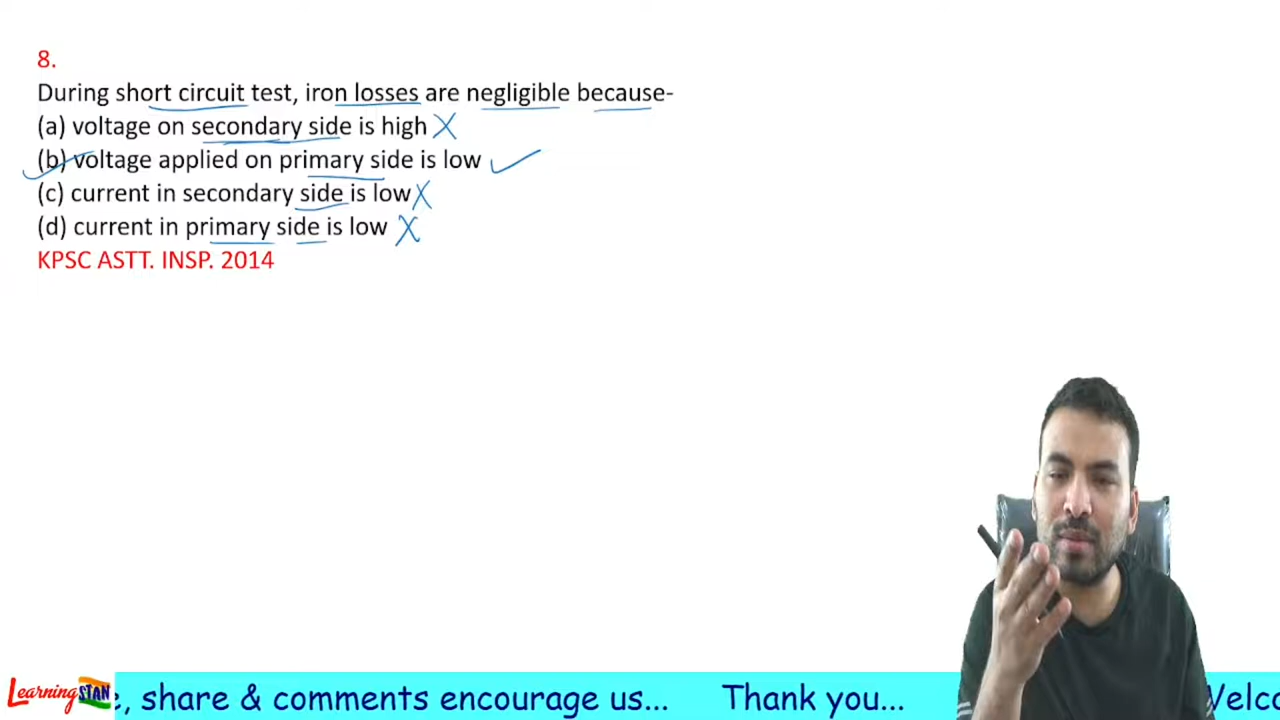 8.
During short circuit test, iron losses are negligible because-
(a) voltage on secondary side is high
(b) voltage applied on primary side is low
(c) current in secondary side is low
(d) current in primary side is low
KPSC ASTT. INSP. 2014
Learning STAN
, share & comments encourage us... Thank you...